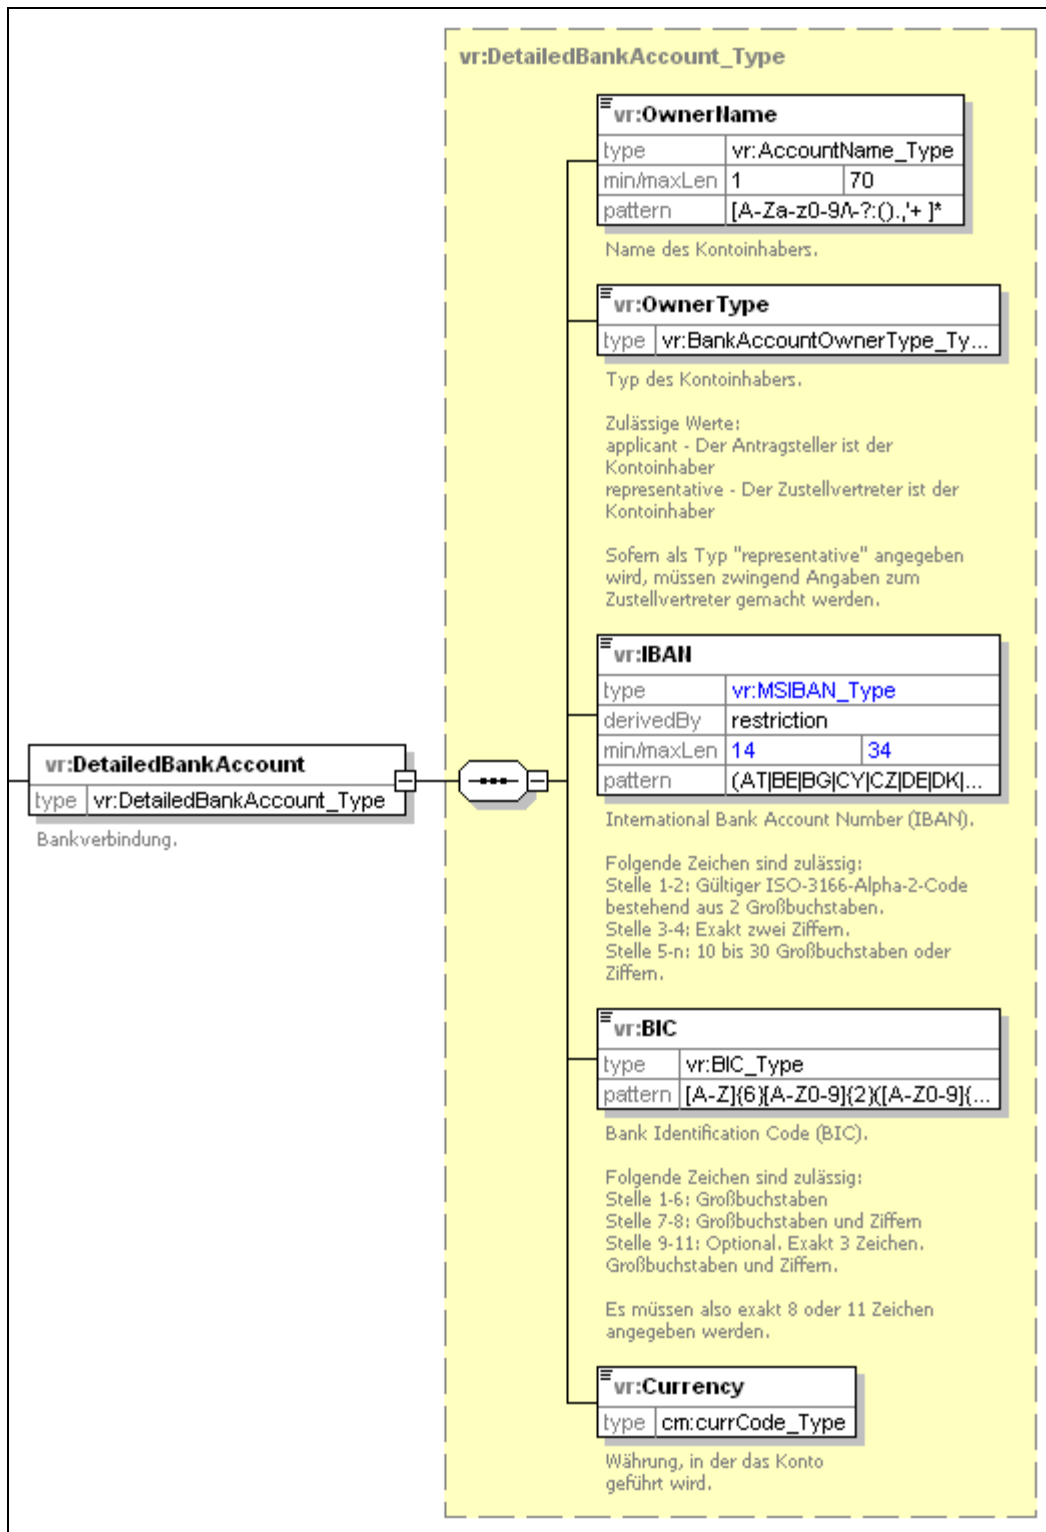 vr:DetailedBankAccount_Type
vr:OwnerName
type vr:AccountName_Type
min/maxLen 1 70
pattern [A-Za-z0-9/\-?:().,'+ ]*
Name des Kontoinhabers.
vr:OwnerType
type vr:BankAccountOwnerType_Ty...
Typ des Kontoinhabers.
Zulässige Werte:
applicant - Der Antragsteller ist der
Kontoinhaber
representative - Der Zustellvertreter ist der
Kontoinhaber
Sofern als Typ "representative" angegeben
wird, müssen zwingend Angaben zum
Zustellvertreter gemacht werden.
vr:IBAN
type vr:MSIBAN_Type
derivedBy restriction
min/maxLen 14 34
pattern (AT|BE|BG|CY|CZ|DE|DK|...
International Bank Account Number (IBAN).
Folgende Zeichen sind zulässig:
Stelle 1-2: Gültiger ISO-3166-Alpha-2-Code
bestehend aus 2 Großbuchstaben.
Stelle 3-4: Exakt zwei Ziffern.
Stelle 5-n: 10 bis 30 Großbuchstaben oder
Ziffern.
vr:DetailedBankAccount
type vr:DetailedBankAccount_Type
Bankverbindung.
vr:BIC
type vr:BIC_Type
pattern [A-Z]{6}[A-Z0-9]{2}([A-Z0-9]{...
Bank Identification Code (BIC).
Folgende Zeichen sind zulässig:
Stelle 1-6: Großbuchstaben
Stelle 7-8: Großbuchstaben und Ziffern
Stelle 9-11: Optional. Exakt 3 Zeichen.
Großbuchstaben und Ziffern.
Es müssen also exakt 8 oder 11 Zeichen
angegeben werden.
vr:Currency
type cm:currCode_Type
Währung, in der das Konto
geführt wird.